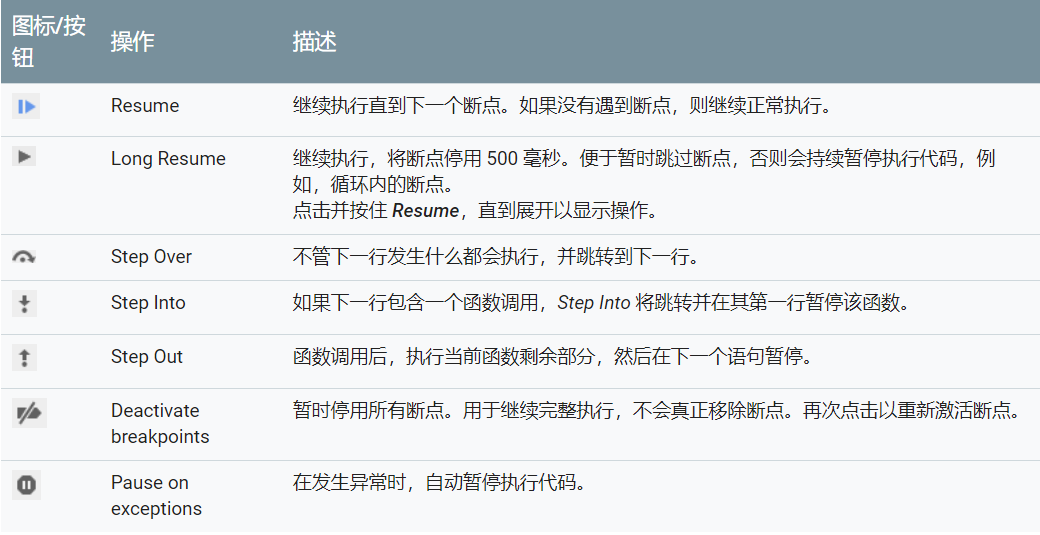 图标/按
钮
操作
描述
Resume
继续执行直到下一个断点。如果没有遇到断点，则继续正常执行。
Long Resume
继续执行，将断点停用 500 毫秒。便于暂时跳过断点，否则会持续暂停执行代码，例
如，循环内的断点。
点击并按住 Resume，直到展开以显示操作。
Step Over
不管下一行发生什么都会执行，并跳转到下一行。
Step Into
如果下一行包含一个函数调用，Step Into 将跳转并在其第一行暂停该函数。
Step Out
函数调用后，执行当前函数剩余部分，然后在下一个语句暂停。
Deactivate
breakpoints
暂时停用所有断点。用于继续完整执行，不会真正移除断点。再次点击以重新激活断点。
Pause on
exceptions
在发生异常时，自动暂停执行代码。